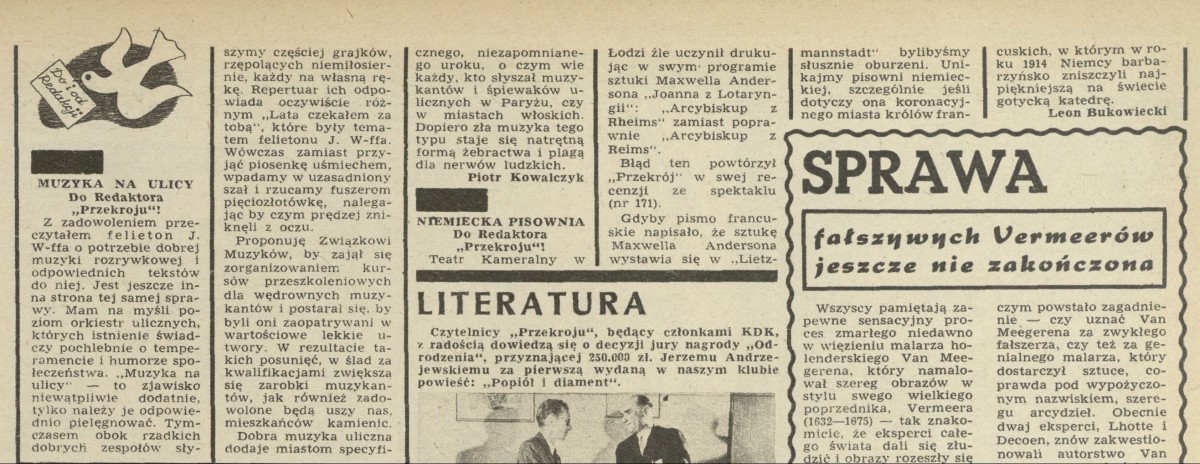 Do i od
Redakcji
MUZYKA NA ULICY
Do Redaktora
„Przekroju"!
Z zadowoleniem prze-
czytałem felieton J.
W-ffa o potrzebie dobrej
muzyki rozrywkowej i
odpowiednich tekstów
do niej. Jest jeszcze in-
na strona tej samej spra-
wy. Mam na myśli po-
ziom orkiestr ulicznych,
których istnienie świad-
czy pochlebnie o tempe-
ramencie i humorze spo-
łeczeństwa. „Muzyka na
ulicy" — to zjawisko
niewątpliwie dodatnie,
tylko należy je odpowie-
dnio pielęgnować. Tym-
czasem obok rzadkich
dobrych zespołów sły-
szymy częściej grajków,
rzępolących niemiłosier-
nie, każdy na własną rę-
kę. Repertuar ich odpo-
wiada oczywiście róż-
nym „Lata czekałem za
tobą", które były tema-
tem felietonu J. W-ffa.
Wówczas zamiast przy-
jąć piosenkę uśmiechem,
wpadamy w uzasadniony
szał i rzucamy fuszerom
pięciozłotówkę, nalega-
jąc by czym prędzej zni-
knęli z oczu.
Proponuję Związkowi
Muzyków, by zajął się
zorganizowaniem kur-
sów przeszkoleniowych
dla wędrownych muzy-
kantów i postarał się, by
byli oni zaopatrywani w
wartościowe lekkie u-
twory. W rezultacie ta-
kich posunięć, w ślad za
kwalifikacjami zwiększą
się zarobki muzykan-
tów, jak również zado-
wolone będą uszy nas,
mieszkańców kamienic.
Dobra muzyka uliczna
dodaje miastom specyfi-
cznego, niezapomniane-
go uroku, o czym wie
każdy, kto słyszał muzy-
kantów i śpiewaków u-
licznych w Paryżu, czy
w miastach włoskich.
Dopiero zła muzyka tego
typu staje się natrętną
formą żebractwa i plagą
dla nerwów ludzkich.
Piotr Kowalczyk
NIEMIECKA PISOWNIA
Do Redaktora
„Przekroju"!
Teatr Kameralny w
Łodzi źle uczynił druku-
jąc w swym programie
sztuki Maxwella Ander-
sona „Joanna z Lotaryn-
gii": „Arcybiskup z
Rheims" zamiast popra-
wnie „Arcybiskup z
Reims".
Błąd ten powtórzył
„Przekrój" w swej re-
cenzji ze spektaklu
(nr 171).
Gdyby pismo francu-
skie napisało, że sztukę
Maxwella Andersona
wystawia się w „Lietz-
mannstadt" bylibyśmy
słusznie oburzeni. Uni-
kajmy pisowni niemiec-
kiej, szczególnie jeśli
dotyczy ona koronacyj-
nego miasta królów fran-
cuskich, w którym w ro-
ku 1914 Niemcy barba-
rzyńsko zniszczyli naj-
piękniejszą na świecie
gotycką katedrę.
Leon Bukowiecki
LITERATURA
Czytelnicy „Przekroju", będący członkami KDK,
z radością dowiedzą się o decyzji jury nagrody „Od-
rodzenia", przyznającej 250.000 zł. Jerzemu Andrze-
jewskiemu za pierwszą wydaną w naszym klubie
powieść: „Popiół i diament".
SPRAWA
fałszywych Vermeerów
jeszcze nie zakończona
Wszyscy pamiętają za-
pewne sensacyjny pro-
ces zmarłego niedawno
w więzieniu malarza ho-
lenderskiego Van Mee-
gerena, który namalo-
wał szereg obrazów w
stylu swego wielkiego
poprzednika, Vermeera
(1632—1675) — tak znako-
micie, że eksperci całe-
go świata dali się złu-
dzić i obrazy rozeszły się
czym powstało zagadnie-
nie — czy uznać Van
Meegerena za zwykłego
fałszerza, czy też za ge-
nialnego malarza, który
dostarczył sztuce, co-
prawda pod wypożyczo-
nym nazwiskiem, szere-
gu arcydzieł. Obecnie
dwaj eksperci, Lhotte i
Decoen, znów zakwestio-
nowali autorstwo Van